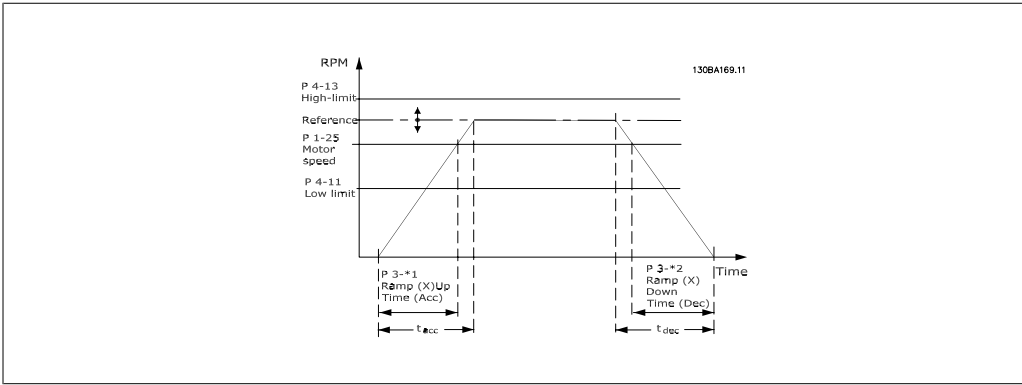 RPM
130BA169.11
P 4-13
High-limit
Reference
P 1-25
Motor
speed
P 4-11
Low limit
Time
P 3-*1
Ramp (X)Up
Time (Acc)
P 3-*2
Ramp (X)
Down
Time (Dec)
tacc
tdec